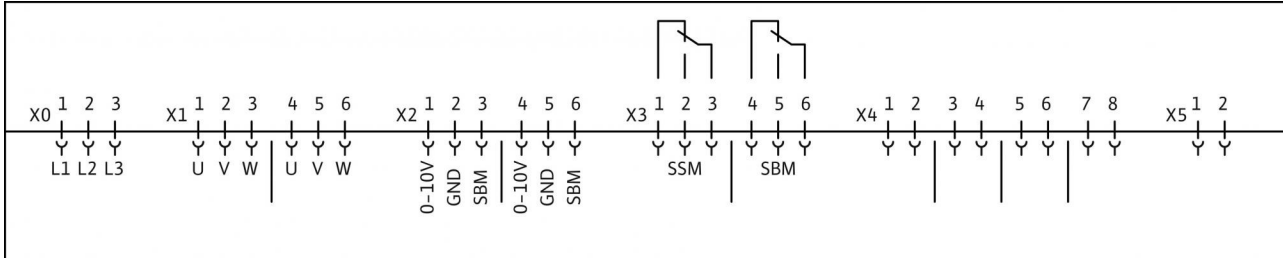 X0 1 2 3 X1 1 2 3 4 5 6 X2 1 2 3 4 5 6 X3 1 2 3 4 5 6 X4 1 2 3 4 5 6 7 8 X5 1 2
L1 L2 L3 U V W U V W 0-10V GND SBM 0-10V GND SBM SSM SBM